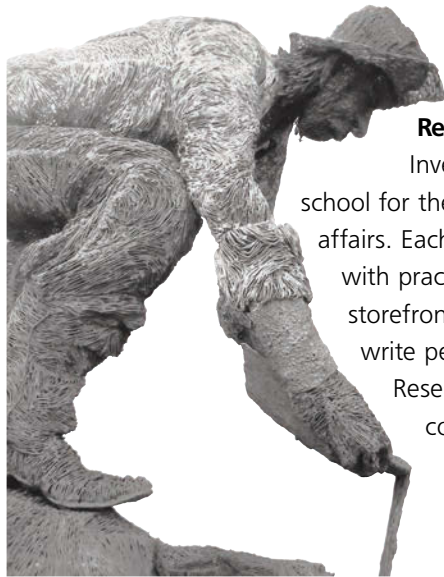 Re
Inve
school for the
affairs. Each
with prac
storefron
write pe
Rese
co